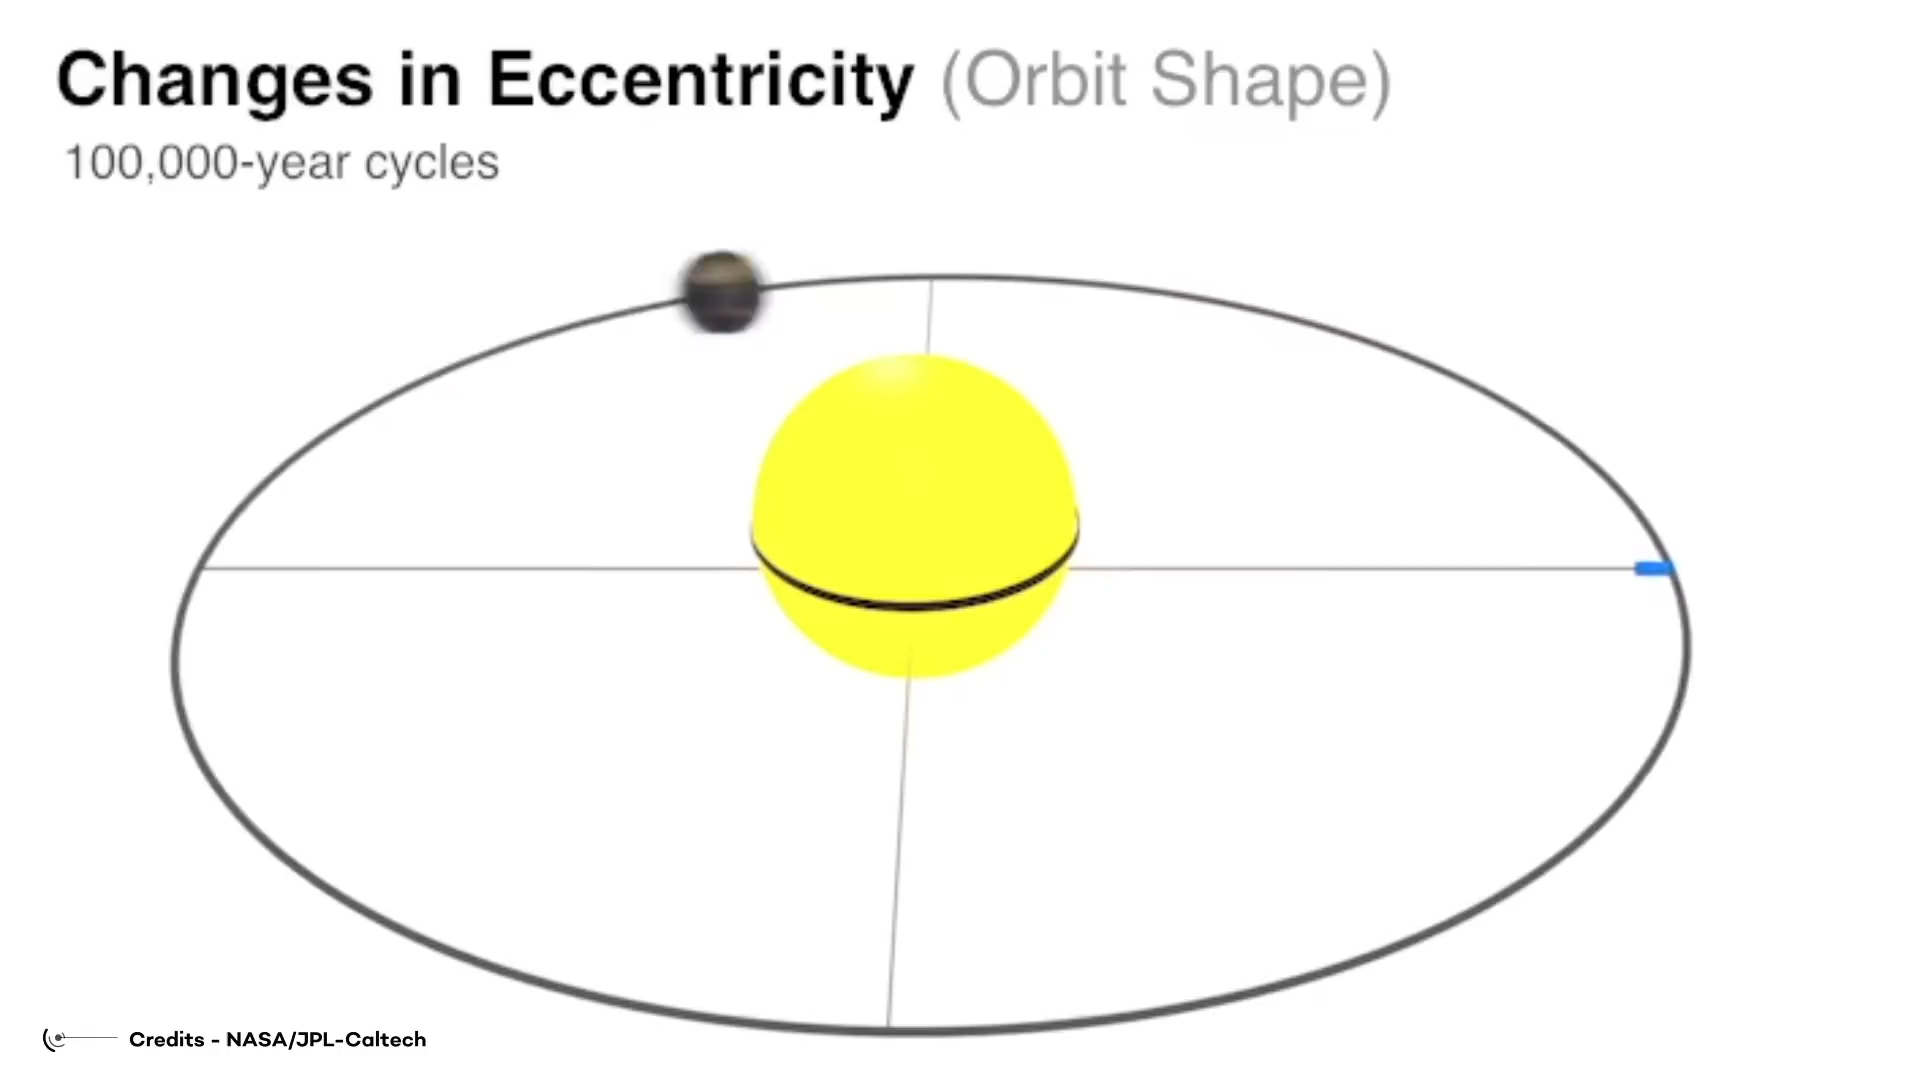 Changes in Eccentricity (Orbit Shape)
100,000-year cycles
Credits - NASA/JPL-Caltech